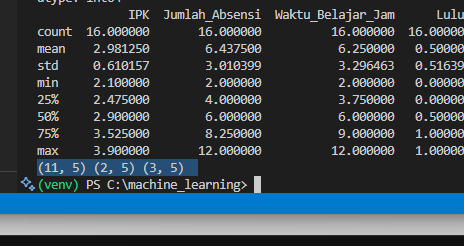 IPK Jumlah_Absensi Waktu_Belajar_Jam Lulu
count 16.000000 16.000000 16.000000 16.00000
mean 2.981250 6.437500 6.250000 0.50000
std 0.610157 3.010399 3.296463 0.51639
min 2.100000 2.000000 2.000000 0.00000
25% 2.475000 4.000000 3.750000 0.00000
50% 2.900000 6.000000 6.000000 0.50000
75% 3.525000 8.250000 9.000000 1.00000
max 3.900000 12.000000 12.000000 1.00000
(11, 5) (2, 5) (3, 5)
(venv) PS C:\machine_learning>